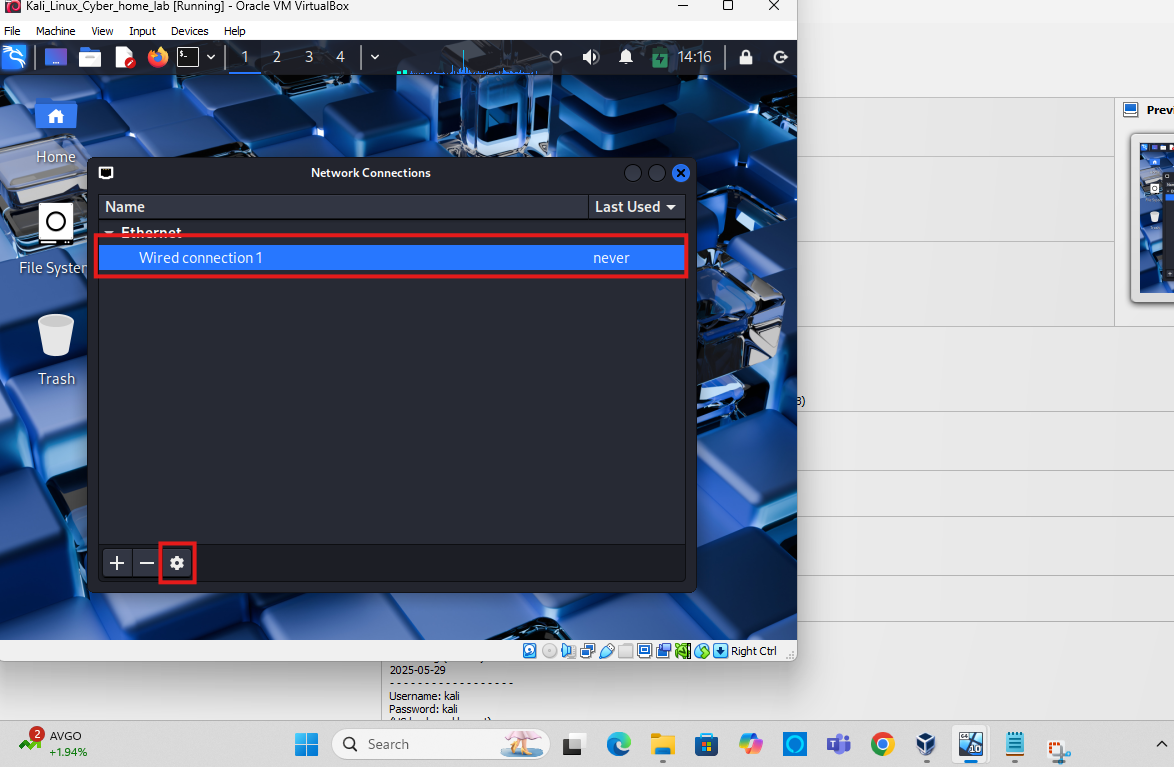 Kali_Linux_Cyber_home_lab [Running] - Oracle VM VirtualBox
File Machine View Input Devices Help
1 2 3 4 14:16
Home
File System
Trash
Network Connections
Name Last Used
Ethernet
Wired connection 1 never
Right Ctrl
2025-05-29
- - - - - - - - - - - - - - - - - -
Username: kali
Password: kali
2 AVGO
+1.94%
Search
64
10